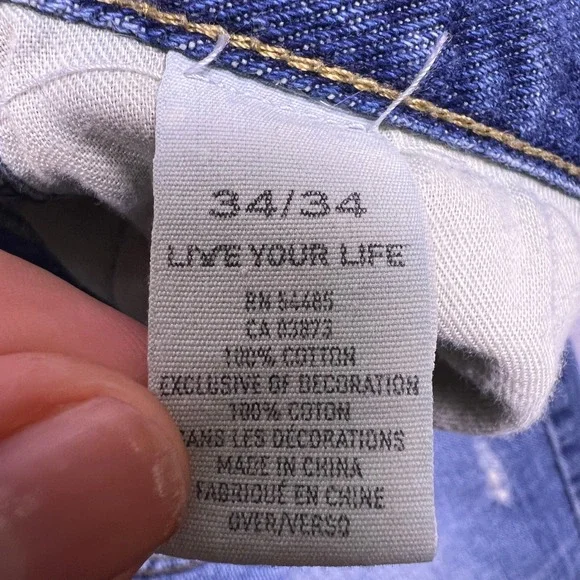 34/34
LIVE YOUR LIFE
RN 54485
CA 03873
100% COTTON
EXCLUSIVE OF DECORATION
100% COTON
SANS LES DÉCORATIONS
MADE IN CHINA
FABRIQUÉ EN CHINE
OVER/VERSO